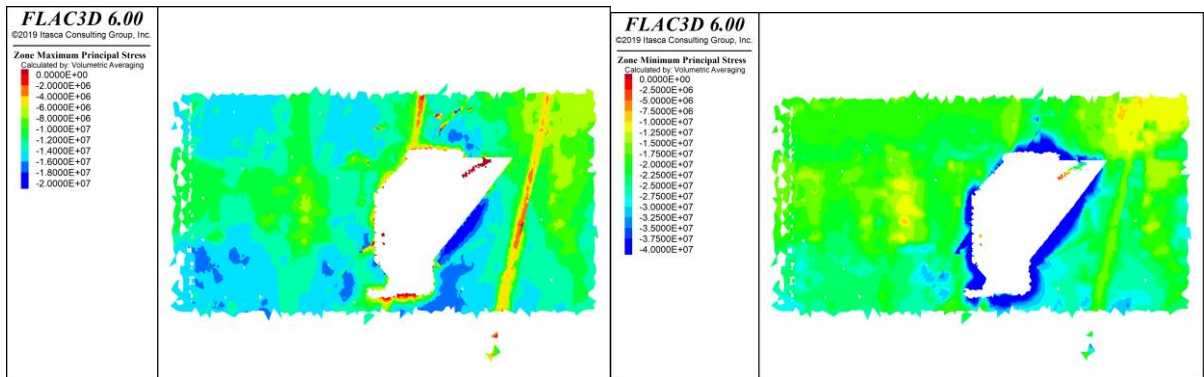 FLAC3D 6.00
©2019 Itasca Consulting Group, Inc.
Zone Maximum Principal Stress
Calculated by: Volumetric Averaging
0.0000E+00
-2.0000E+06
-4.0000E+06
-6.0000E+06
-8.0000E+06
-1.0000E+07
-1.2000E+07
-1.4000E+07
-1.6000E+07
-1.8000E+07
-2.0000E+07
FLAC3D 6.00
©2019 Itasca Consulting Group, Inc.
Zone Minimum Principal Stress
Calculated by: Volumetric Averaging
0.0000E+00
-2.5000E+06
-5.0000E+06
-7.5000E+06
-1.0000E+07
-1.2500E+07
-1.5000E+07
-1.7500E+07
-2.0000E+07
-2.2500E+07
-2.5000E+07
-2.7500E+07
-3.0000E+07
-3.2500E+07
-3.5000E+07
-3.7500E+07
-4.0000E+07